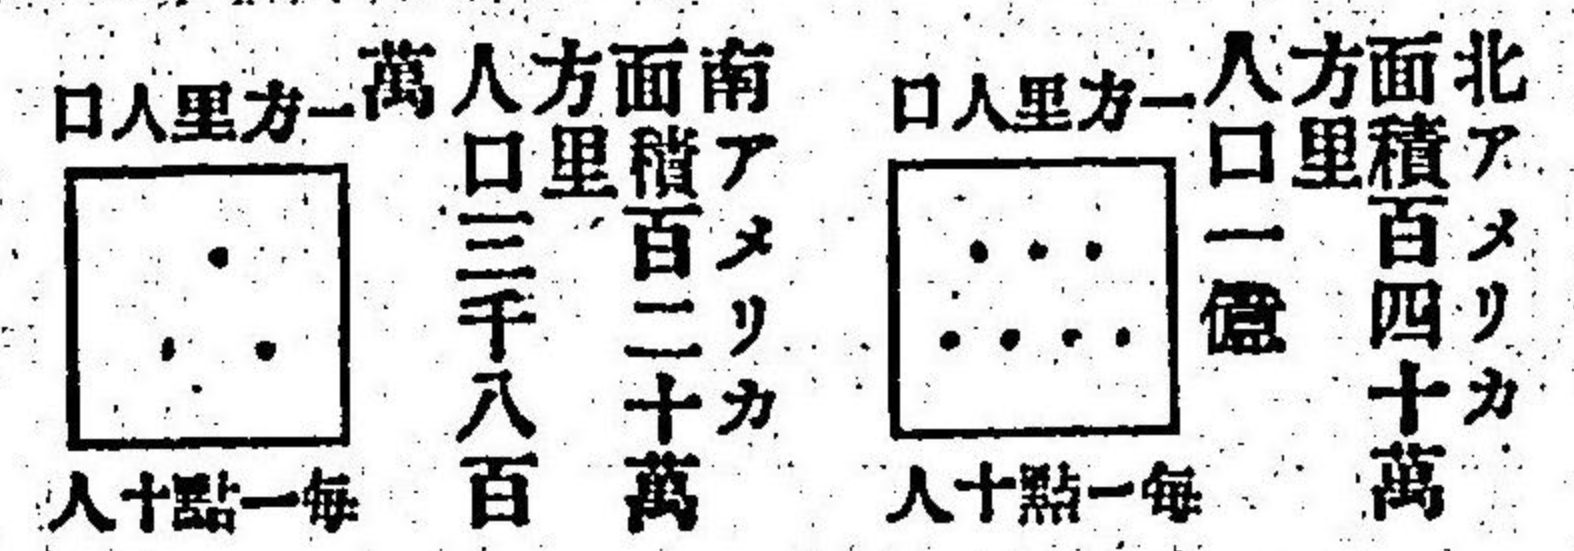 北アメリカ
面積百四十萬
方里
人口一億
一方里人口
毎一點十人
南アメリカ
面積百二十萬
方里
人口三千八百
萬
一方里人口
毎一點十人